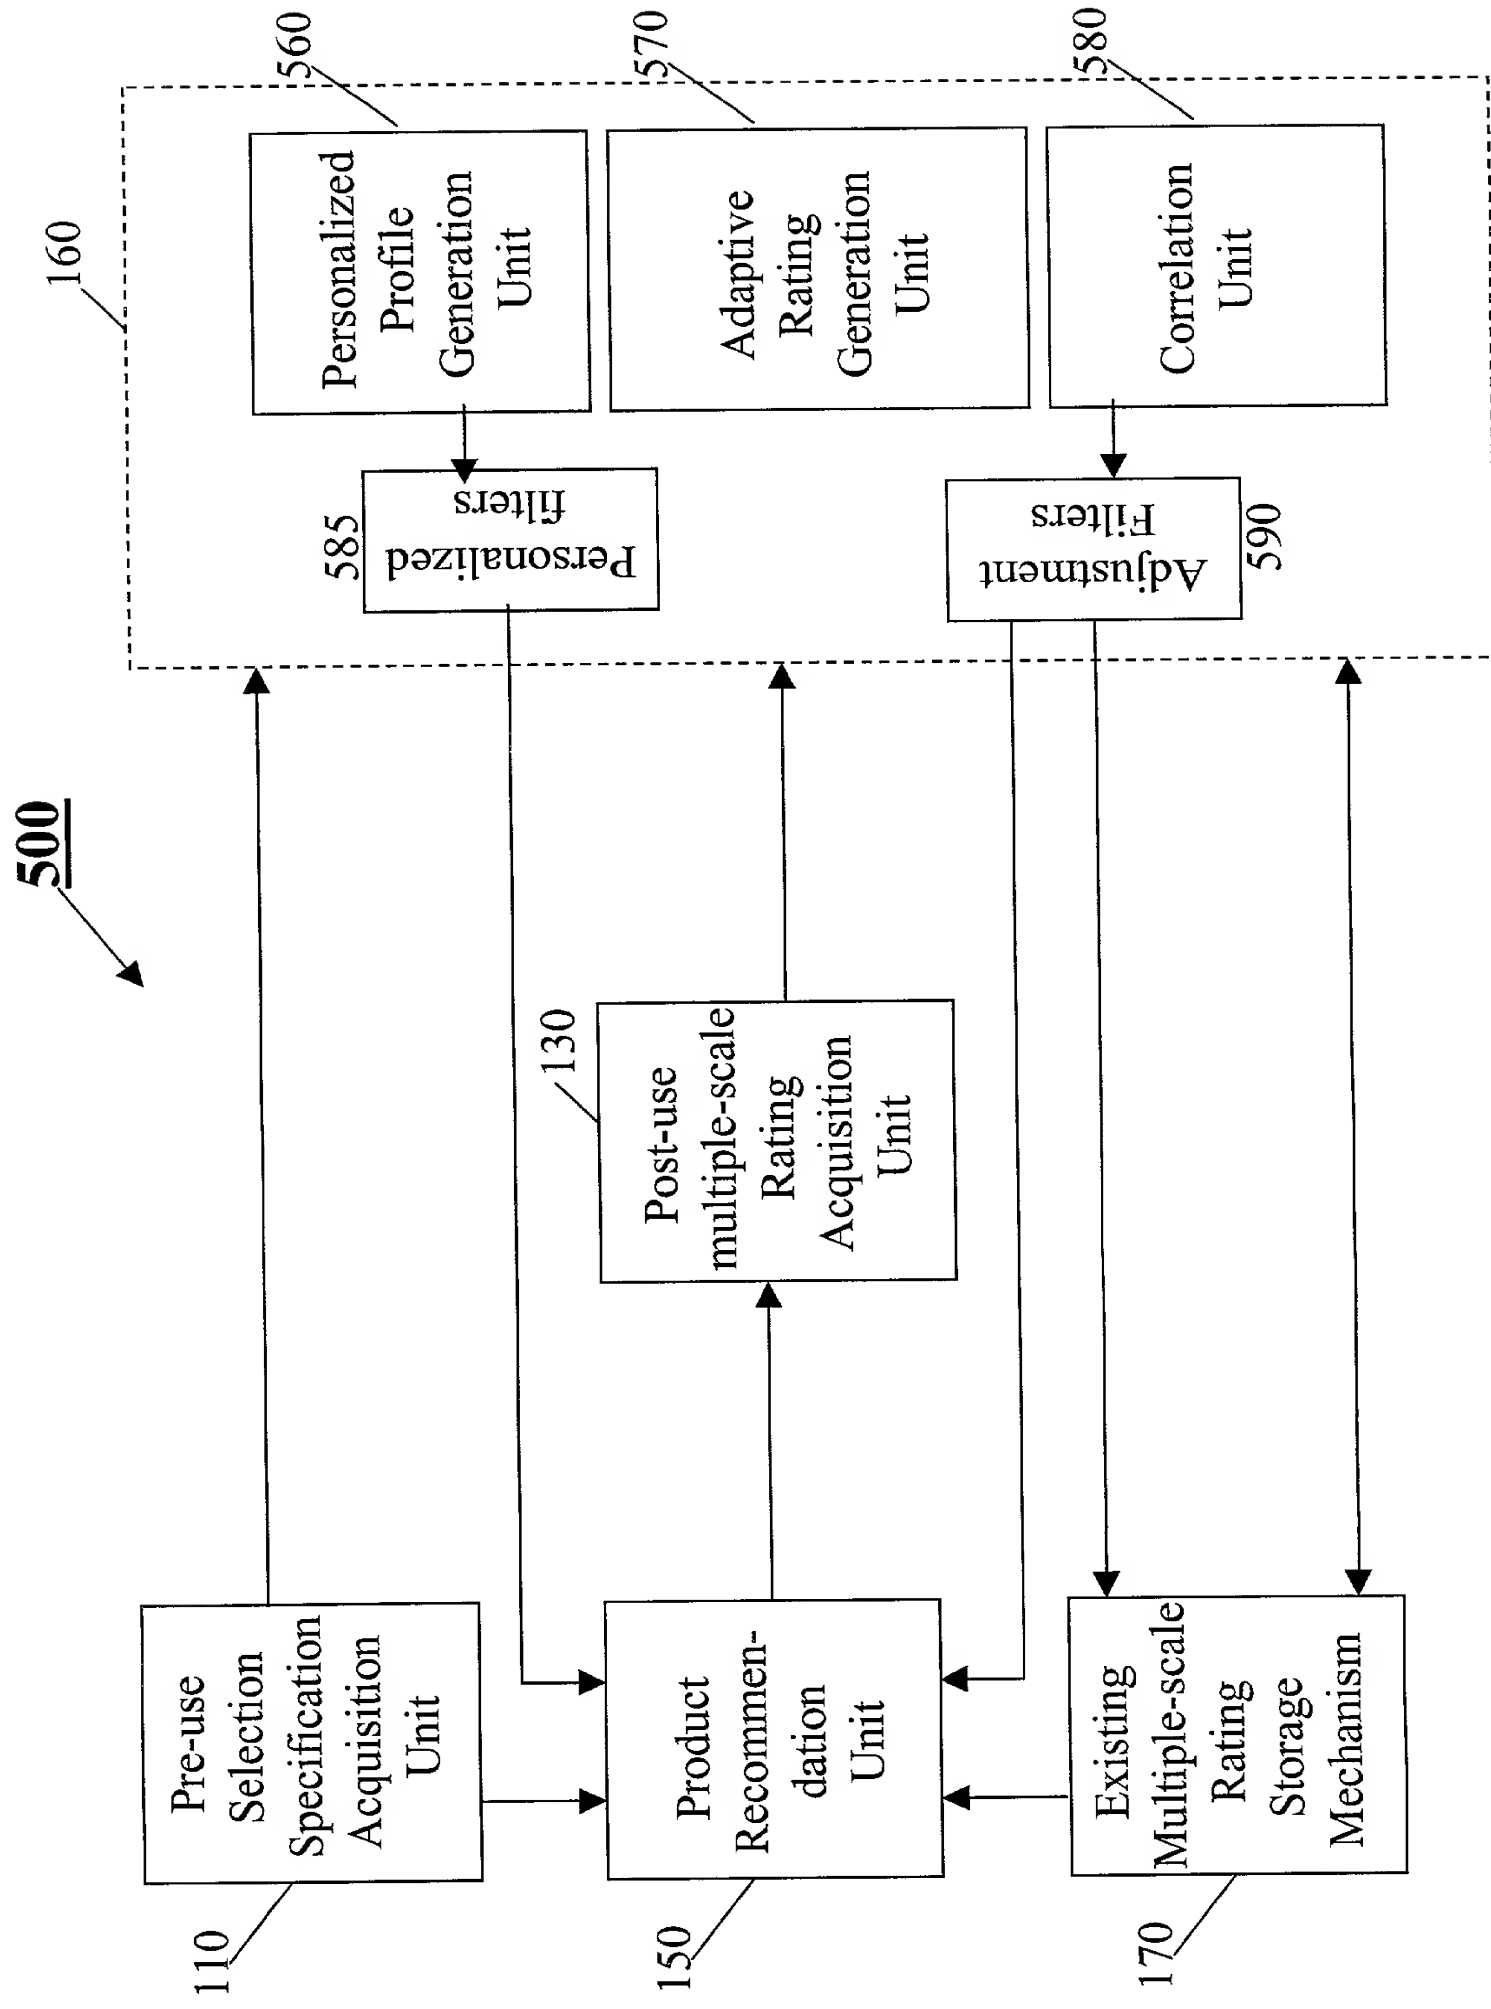 500
160
110
Pre-use
Selection
Specification
Acquisition
Unit
150
Product
Recommen-
dation
Unit
170
Existing
Multiple-scale
Rating
Storage
Mechanism
130
Post-use
multiple-scale
Rating
Acquisition
Unit
585
Personalized
filters
Adjustment
Filters
590
560
Personalized
Profile
Generation
Unit
570
Adaptive
Rating
Generation
Unit
580
Correlation
Unit